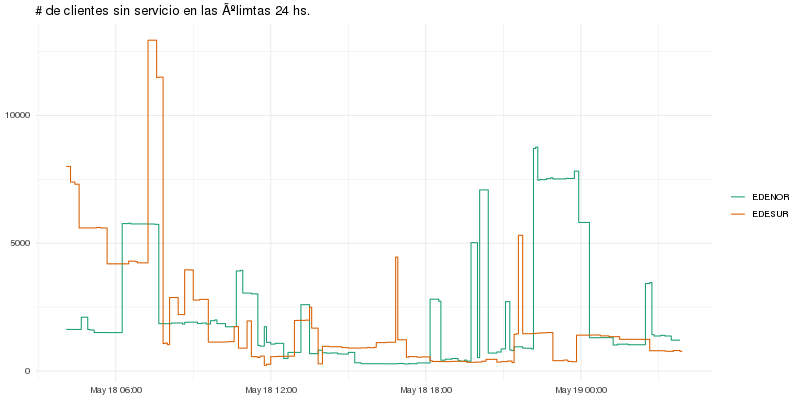 # de clientes sin servicio en las Ãºlimtas 24 hs.
10000
5000
0
May 18 06:00
May 18 12:00
May 18 18:00
May 19 00:00
EDENOR
EDESUR